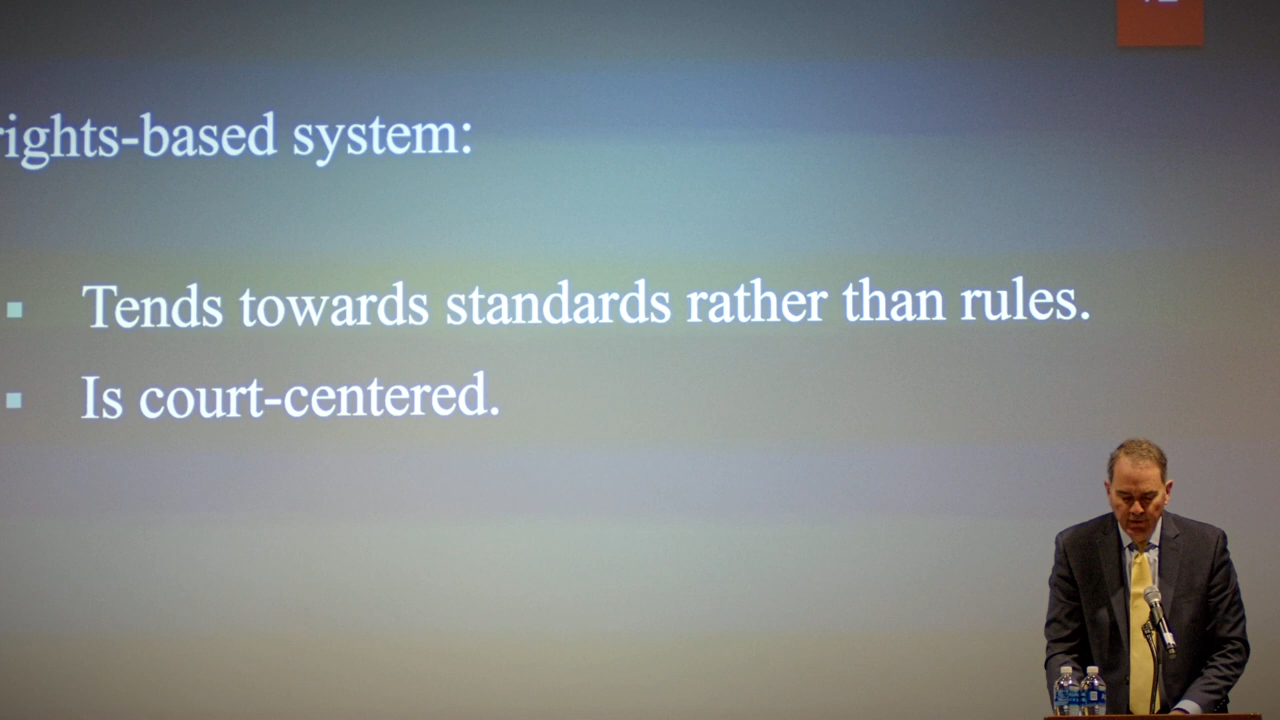 rights-based system:
Tends towards standards rather than rules.
Is court-centered.